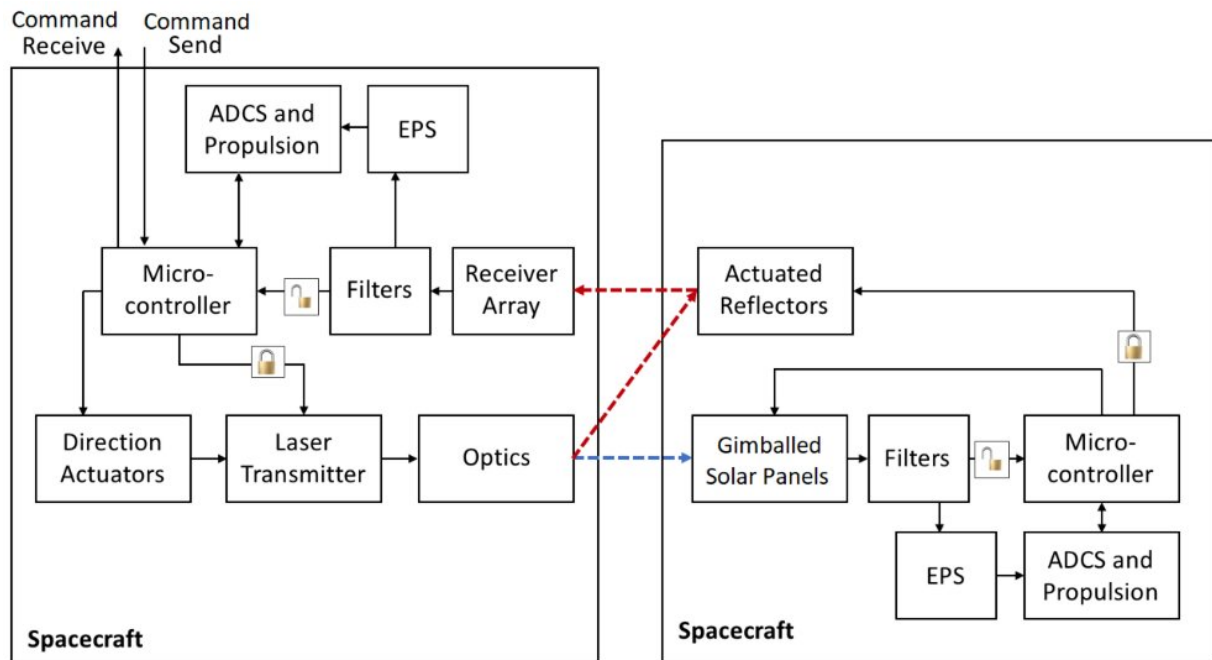 Command
Receive
Command
Send
ADCS and
Propulsion
EPS
Micro-
controller
Filters
Receiver
Array
Direction
Actuators
Laser
Transmitter
Optics
Spacecraft
Actuated
Reflectors
Gimballed
Solar Panels
Filters
Micro-
controller
EPS
ADCS and
Propulsion
Spacecraft